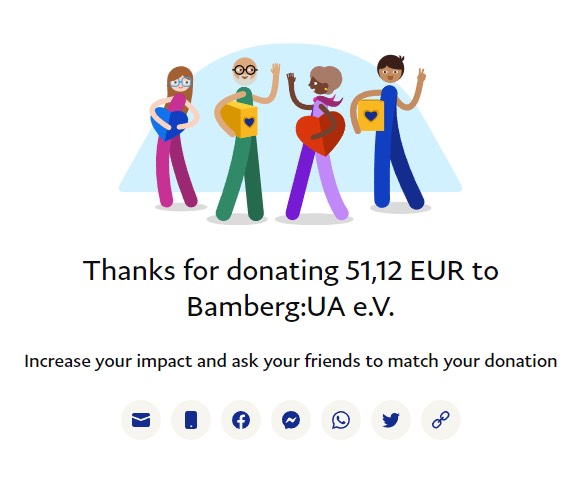 Thanks for donating 51,12 EUR to
Bamberg:UA e.V.
Increase your impact and ask your friends to match your donation